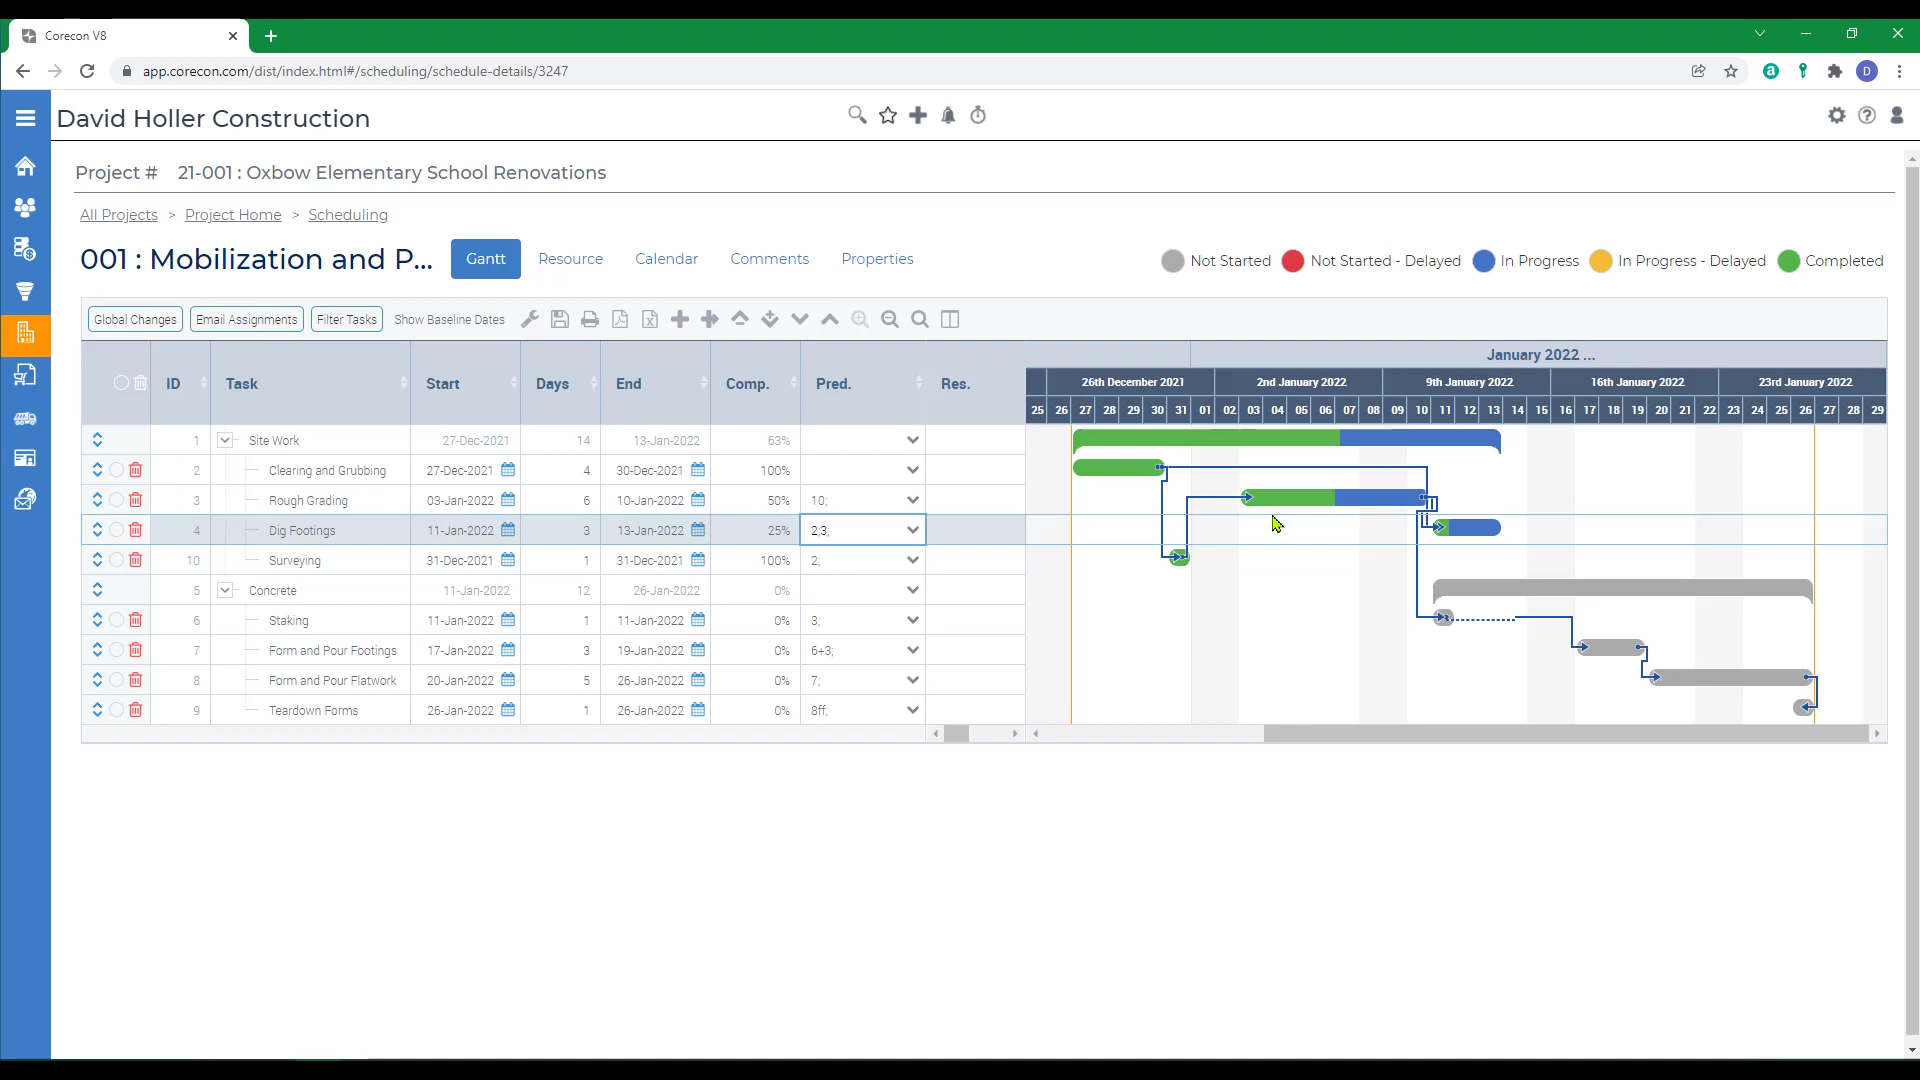 Corecon V8
app.corecon.com/dist/index.html#/scheduling/schedule-details/3247
D
David Holler Construction
Project # 21-001 : Oxbow Elementary School Renovations
All Projects > Project Home > Scheduling
001 : Mobilization and P... Gantt Resource Calendar Comments Properties
Not Started Not Started - Delayed In Progress In Progress - Delayed Completed
Global Changes Email Assignments Filter Tasks Show Baseline Dates
January 2022 ...
ID Task Start Days End Comp. Pred. Res.
26th December 2021 2nd January 2022 9th January 2022 16th January 2022 23rd January 2022
25 26 27 28 29 30 31 01 02 03 04 05 06 07 08 09 10 11 12 13 14 15 16 17 18 19 20 21 22 23 24 25 26 27 28 29
1 Site Work 27-Dec-2021 14 13-Jan-2022 63%
2 Clearing and Grubbing 27-Dec-2021 4 30-Dec-2021 100%
3 Rough Grading 03-Jan-2022 6 10-Jan-2022 50% 10;
4 Dig Footings 11-Jan-2022 3 13-Jan-2022 25% 2;3;
10 Surveying 31-Dec-2021 1 31-Dec-2021 100% 2;
5 Concrete 11-Jan-2022 12 26-Jan-2022 0%
6 Staking 11-Jan-2022 1 11-Jan-2022 0% 3;
7 Form and Pour Footings 17-Jan-2022 3 19-Jan-2022 0% 6+3;
8 Form and Pour Flatwork 20-Jan-2022 5 26-Jan-2022 0% 7;
9 Teardown Forms 26-Jan-2022 1 26-Jan-2022 0% 8ff;